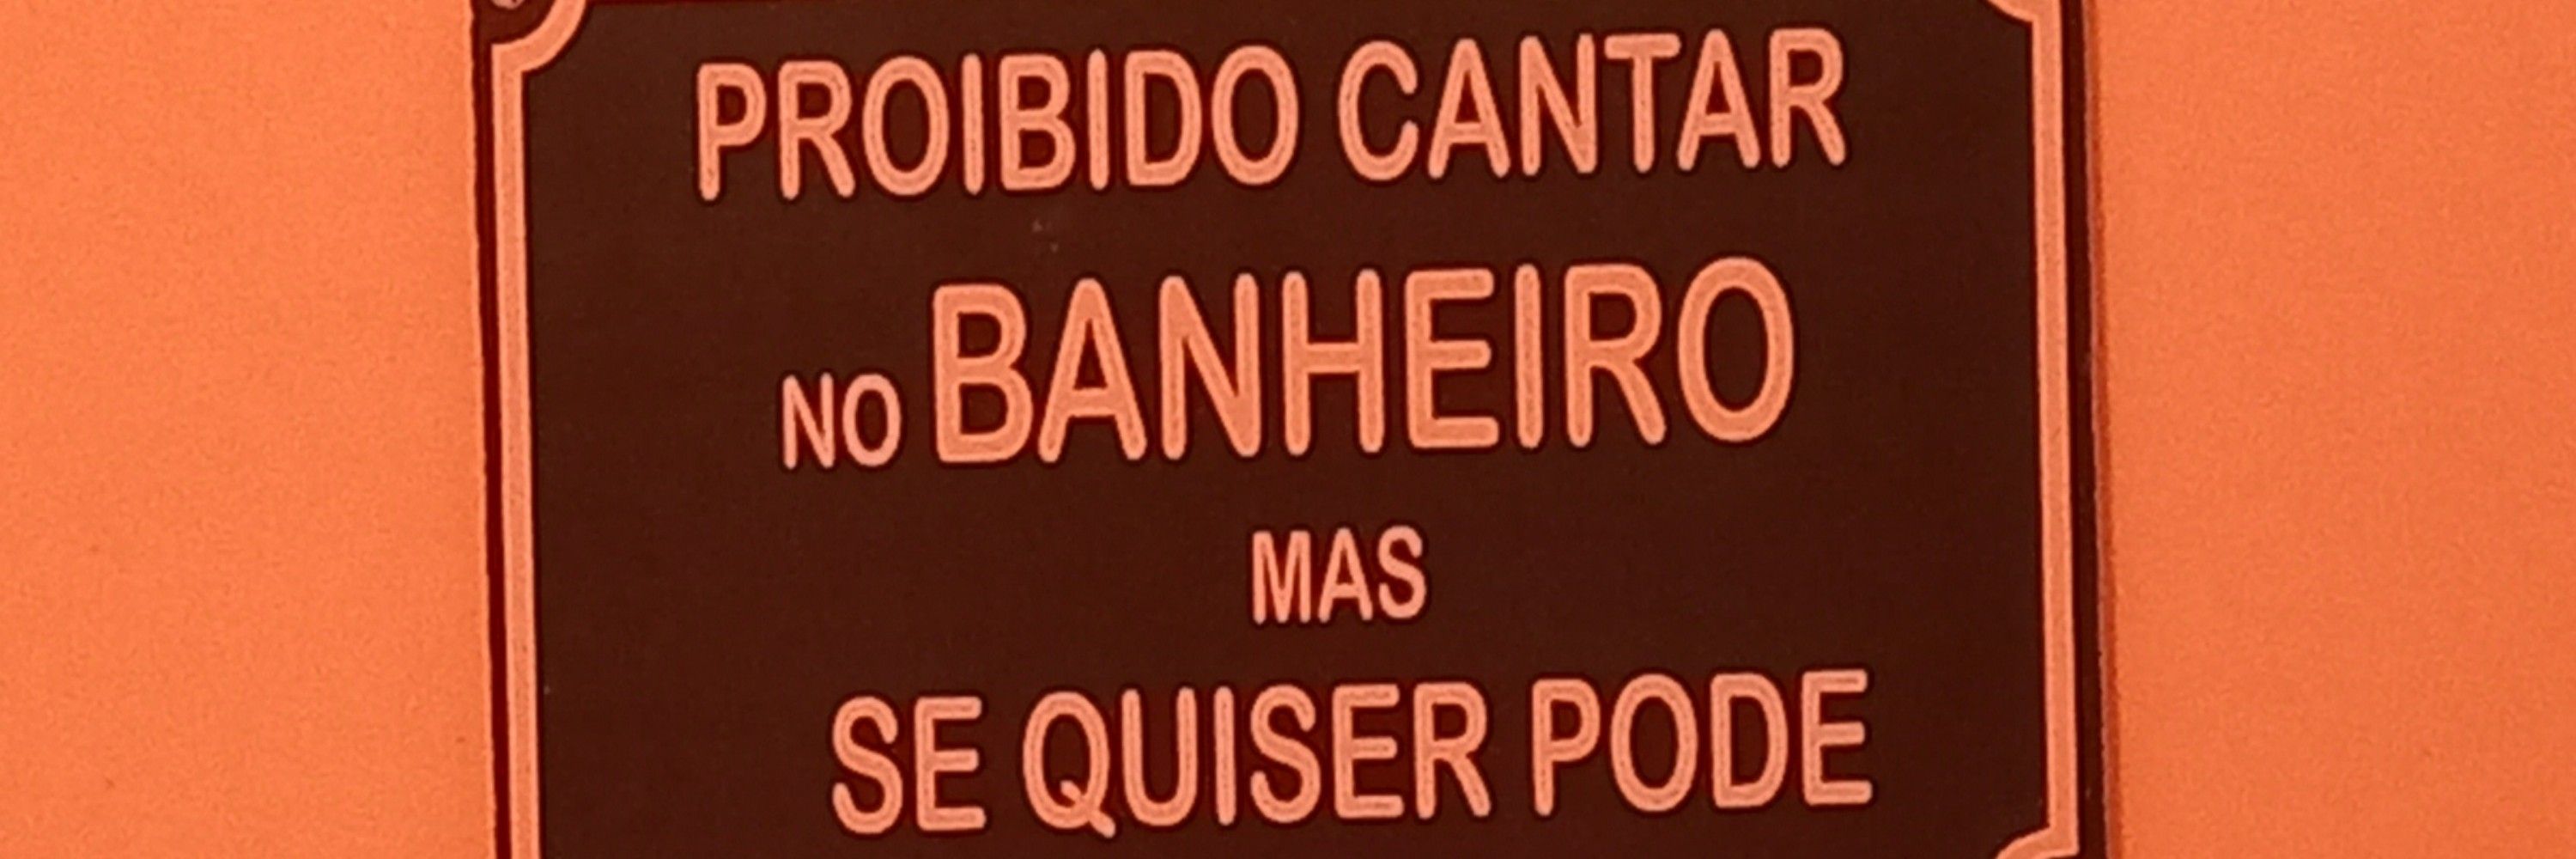 PROIBIDO CANTAR
NO BANHEIRO
MAS
SE QUISER PODE